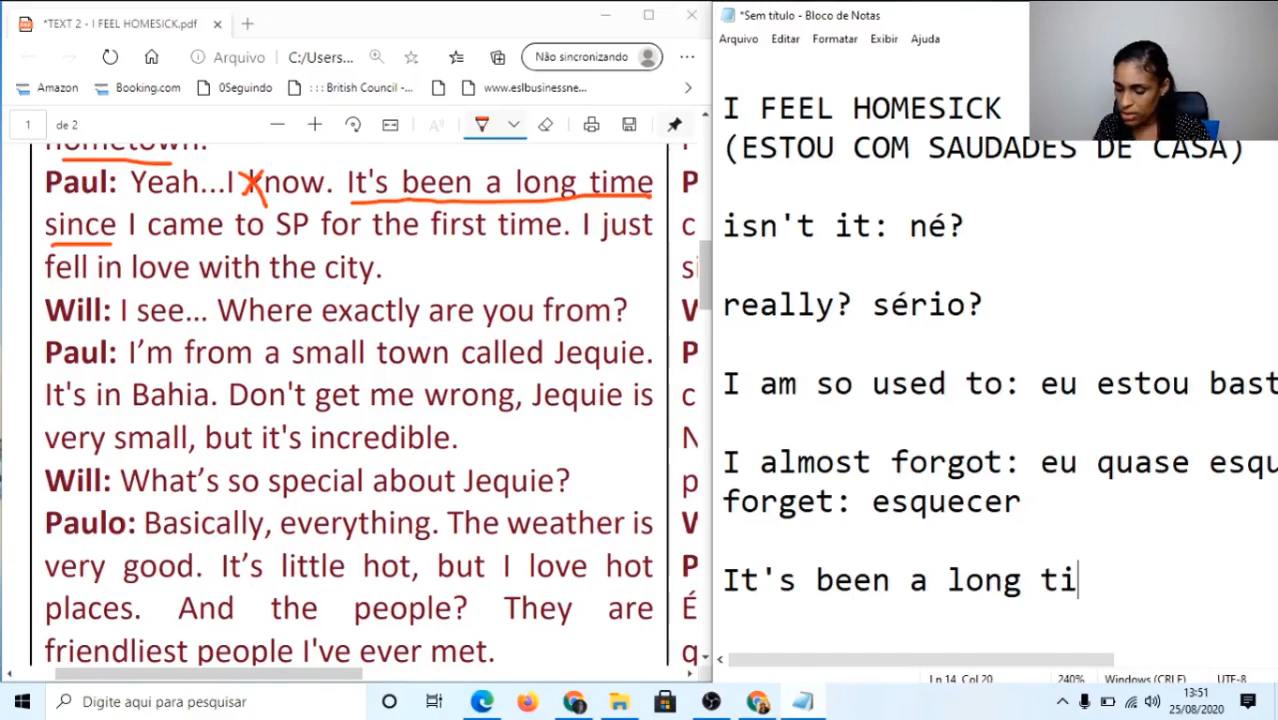 *TEXT 2 - I FEEL HOMESICK.pdf
*Sem título - Bloco de Notas
Arquivo Editar Formatar Exibir Ajuda
Arquivo C:/Users... Não sincronizando
Amazon Booking.com 0Seguindo : : : British Council -... www.eslbusinessne...
1 de 2
hometown.
Paul: Yeah...I know. It's been a long time
since I came to SP for the first time. I just
fell in love with the city.
Will: I see... Where exactly are you from?
Paul: I’m from a small town called Jequie.
It's in Bahia. Don't get me wrong, Jequie is
very small, but it's incredible.
Will: What’s so special about Jequie?
Paulo: Basically, everything. The weather is
very good. It’s little hot, but I love hot
places. And the people? They are
friendliest people I've ever met.
P
c
si
P
c
N
p
P
É
q
I FEEL HOMESICK
(ESTOU COM SAUDADES DE CASA)
isn't it: né?
really? sério?
I am so used to: eu estou bast
I almost forgot: eu quase esqu
forget: esquecer
It's been a long ti
Ln 14, Col 20 240% Windows (CRLF) UTF-8
Digite aqui para pesquisar
13:51
25/08/2020